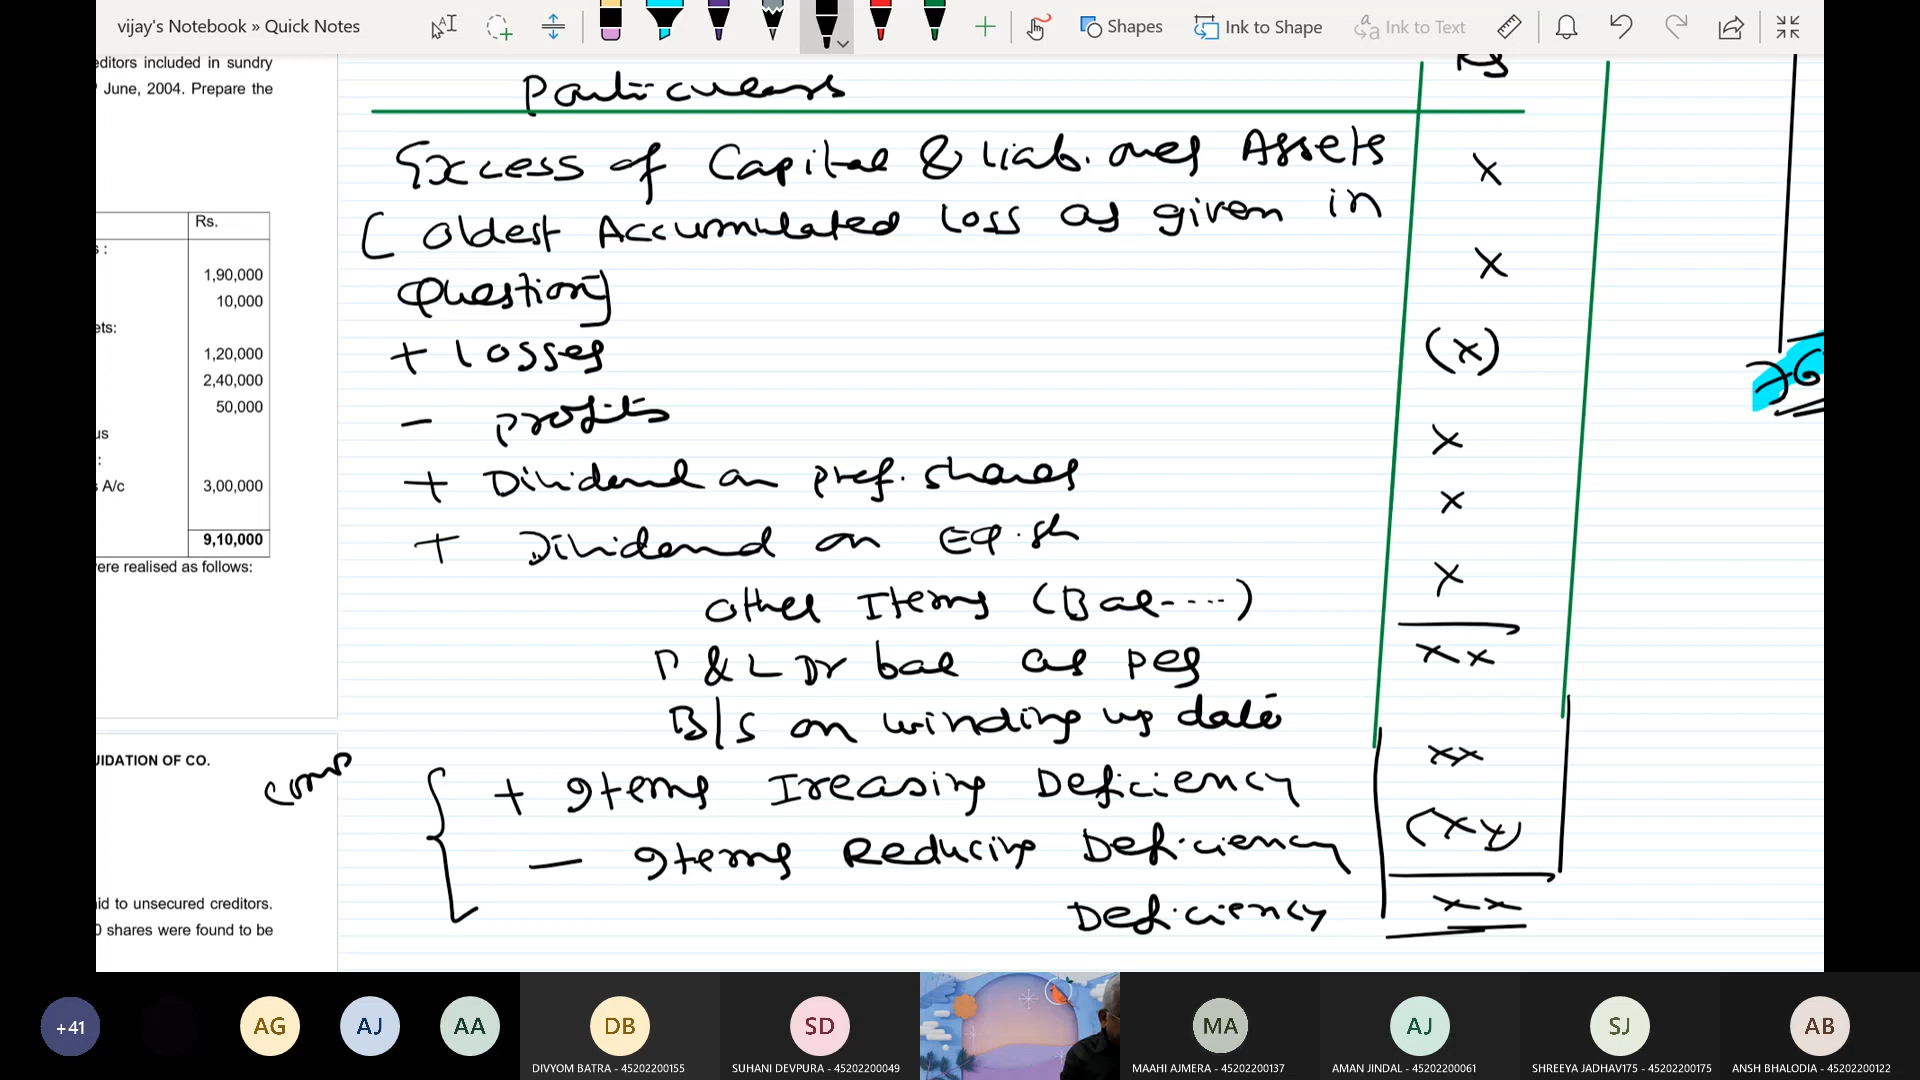 vijay's Notebook » Quick Notes
Shapes
Ink to Shape
Ink to Text
editors included in sundry
June, 2004. Prepare the
Rs.
s :
1,90,000
10,000
ets:
1,20,000
2,40,000
50,000
us
:
s A/c
3,00,000
9,10,000
ere realised as follows:
UIDATION OF CO.
id to unsecured creditors.
0 shares were found to be
Particulars
Rs
Excess of Capital & Liab. over Assets x
[ oldest Accumulated Loss as given in
Question] x
+ Losses (x)
- profits
x
+ Dividend on pref. shares x
+ Dividend on Eq. sh
other Items (Bal-....) x
P & L Dr bal as per xx
B/S on winding up date
+ Items Ireasing Deficiency xx
- Items Reducing Deficiency (xx)
Deficiency xx
+41
AG
AJ
AA
DB
DIVYOM BATRA - 45202200155
SD
SUHANI DEVPURA - 45202200049
MA
MAAHI AJMERA - 45202200137
AJ
AMAN JINDAL - 45202200061
SJ
SHREEYA JADHAV175 - 45202200175
AB
ANSH BHALODIA - 45202200122